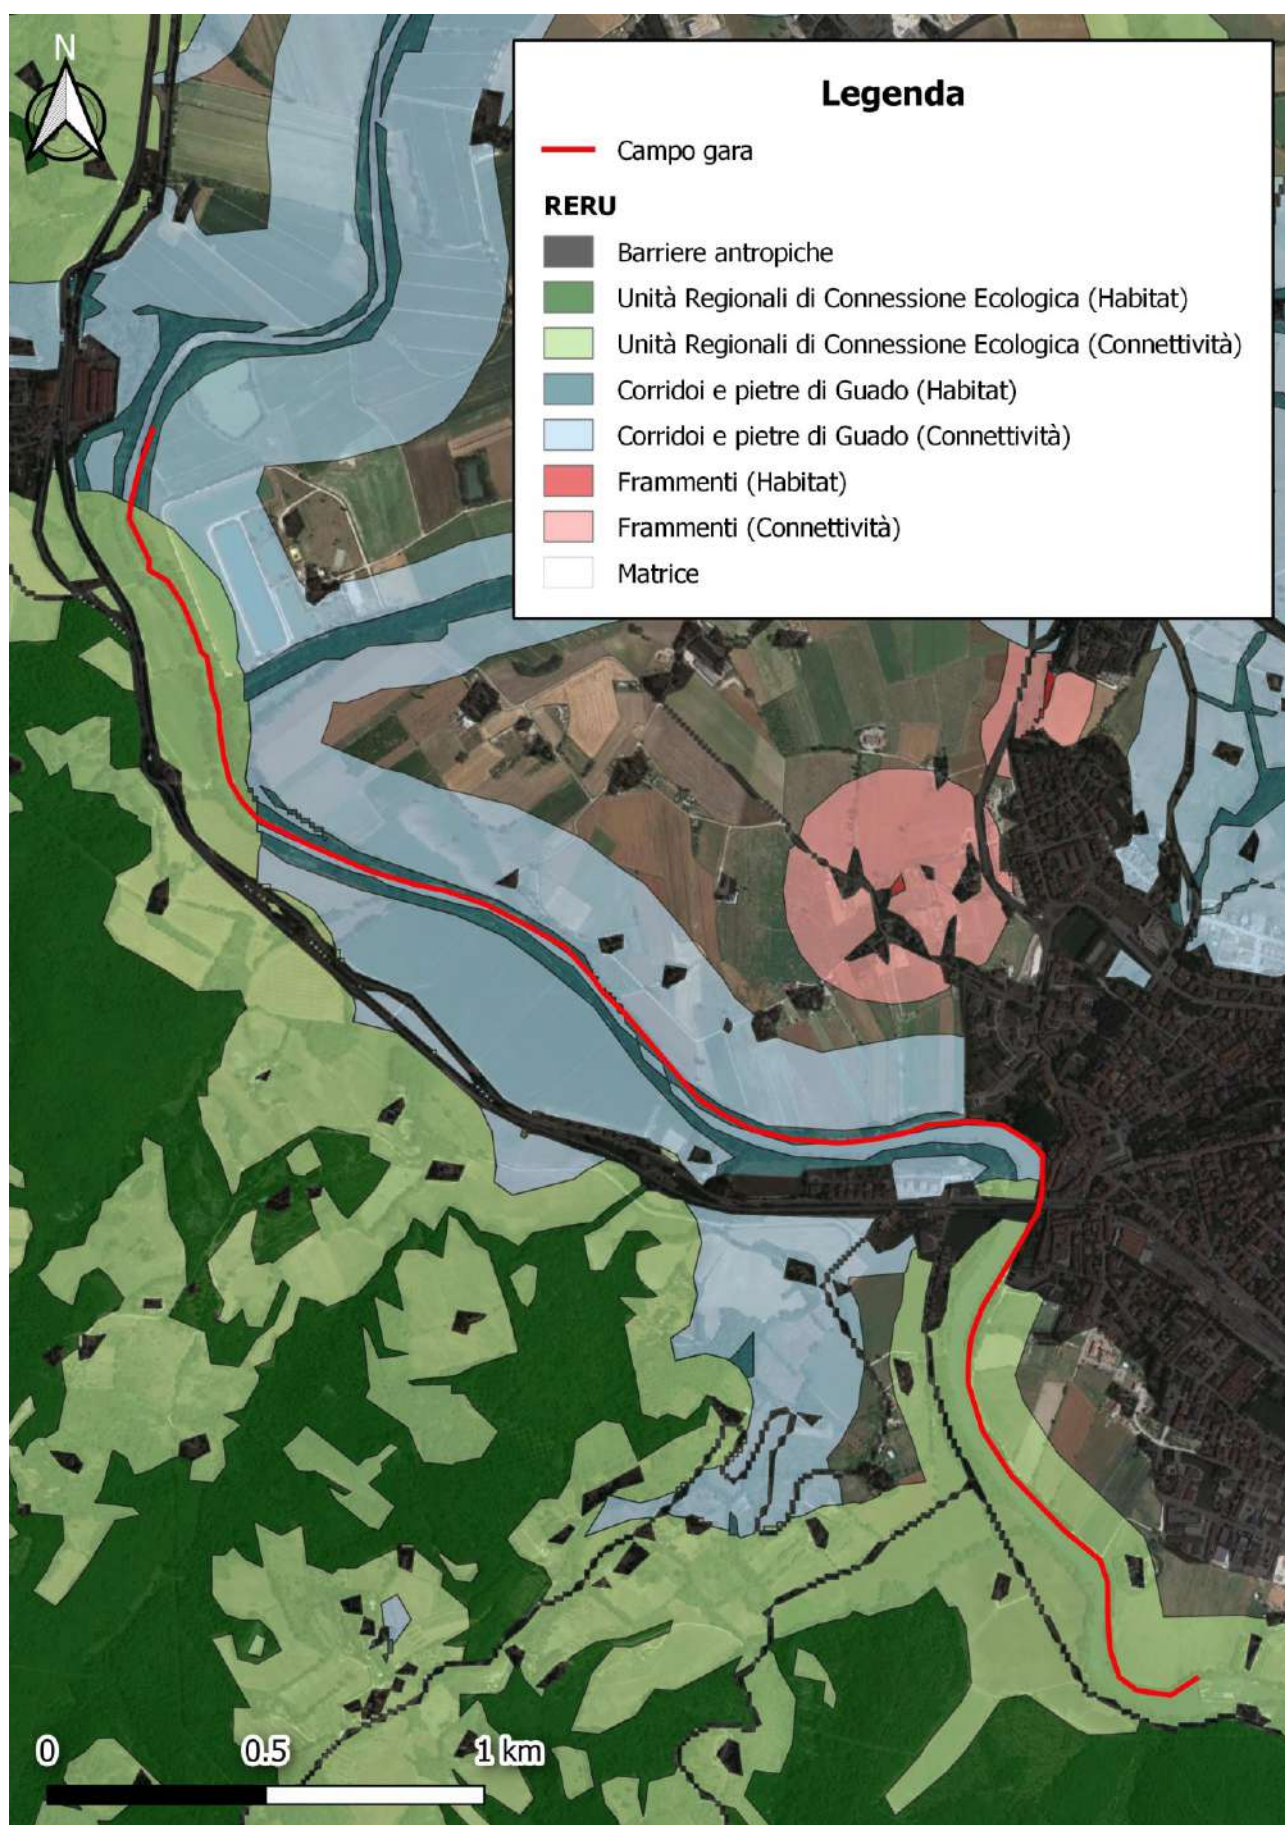 N
Legenda
Campo gara
RERU
Barriere antropiche
Unità Regionali di Connessione Ecologica (Habitat)
Unità Regionali di Connessione Ecologica (Connettività)
Corridoi e pietre di Guado (Habitat)
Corridoi e pietre di Guado (Connettività)
Frammenti (Habitat)
Frammenti (Connettività)
Matrice
0 0.5 1 km